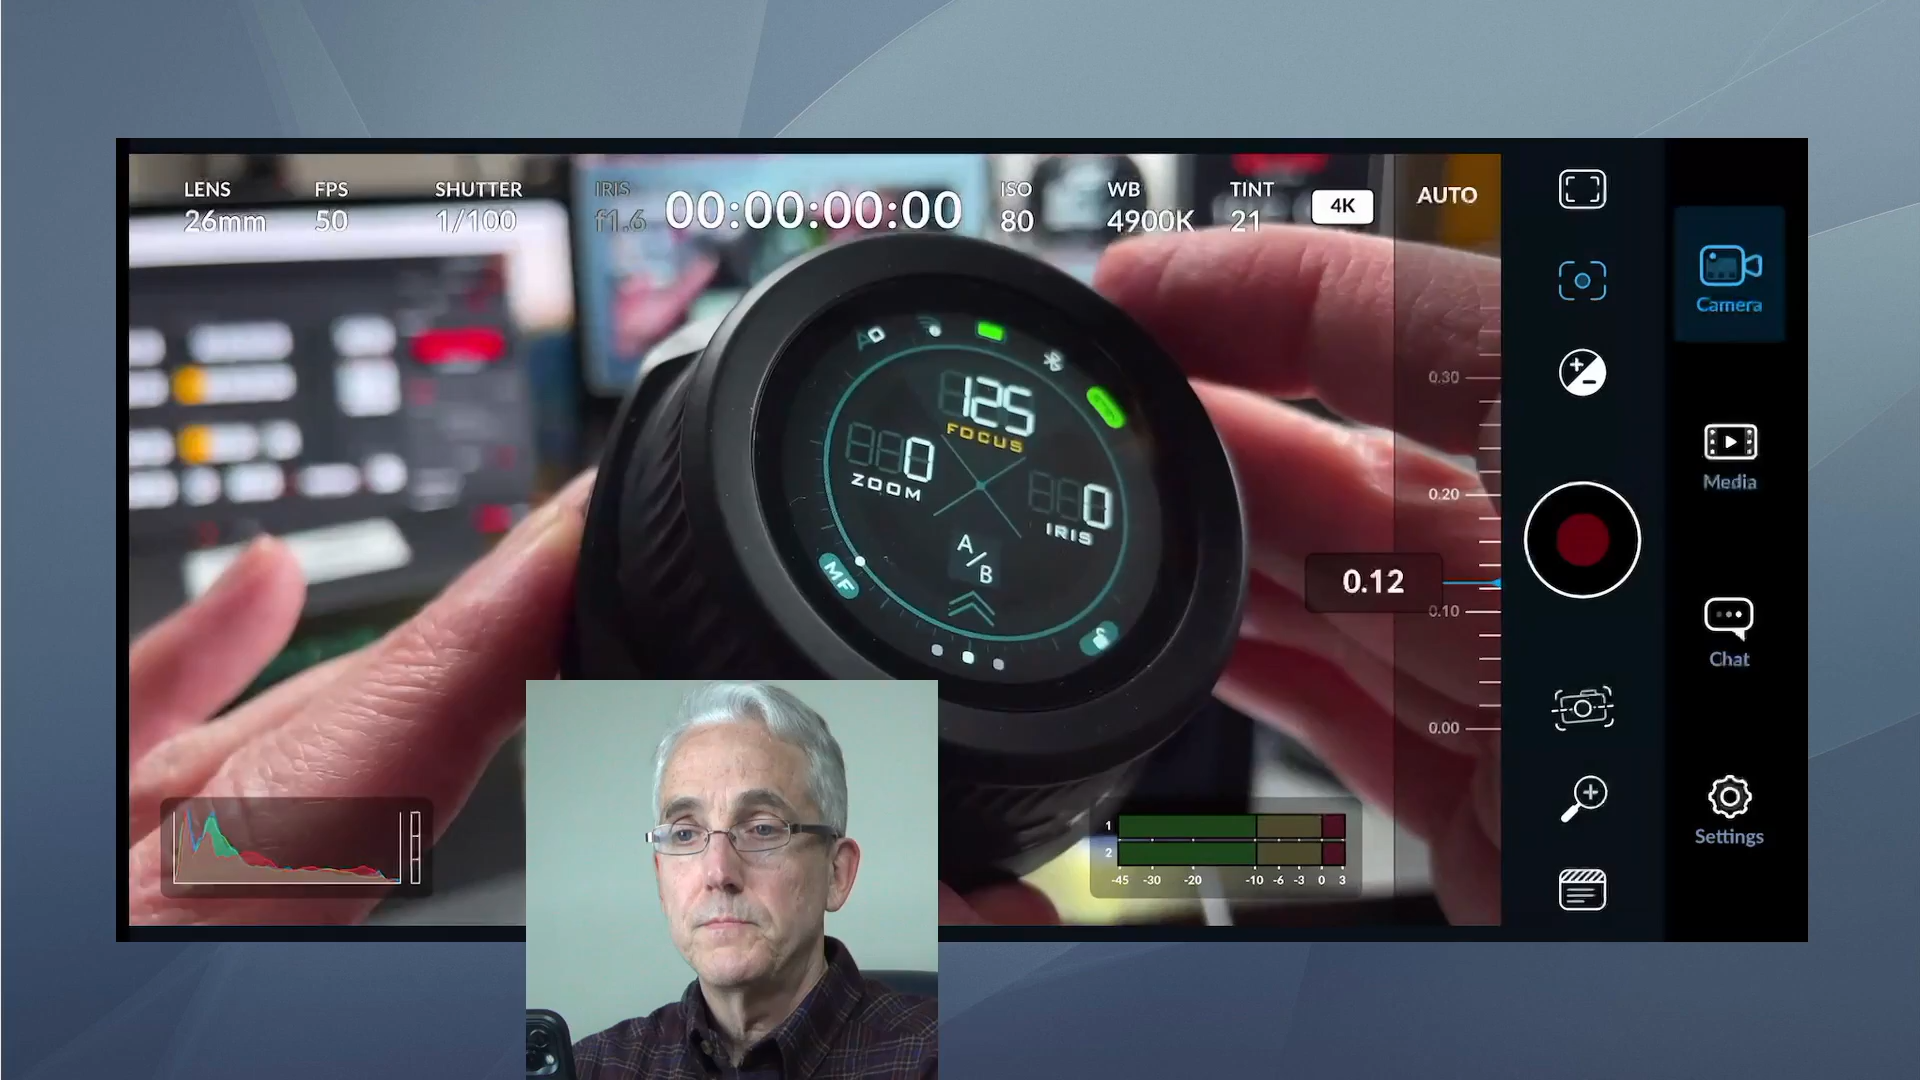 LENS
26mm
FPS
50
SHUTTER
1/100
IRIS
f1.6
00:00:00:00
ISO
80
WB
4900K
TINT
21
4K
AUTO
Camera
Media
Chat
Settings
0.30
0.20
0.12
0.10
0.00
125
FOCUS
0
ZOOM
0
IRIS
A/B
MF
1
2
-45 -30 -20 -10 -6 -3 0 3